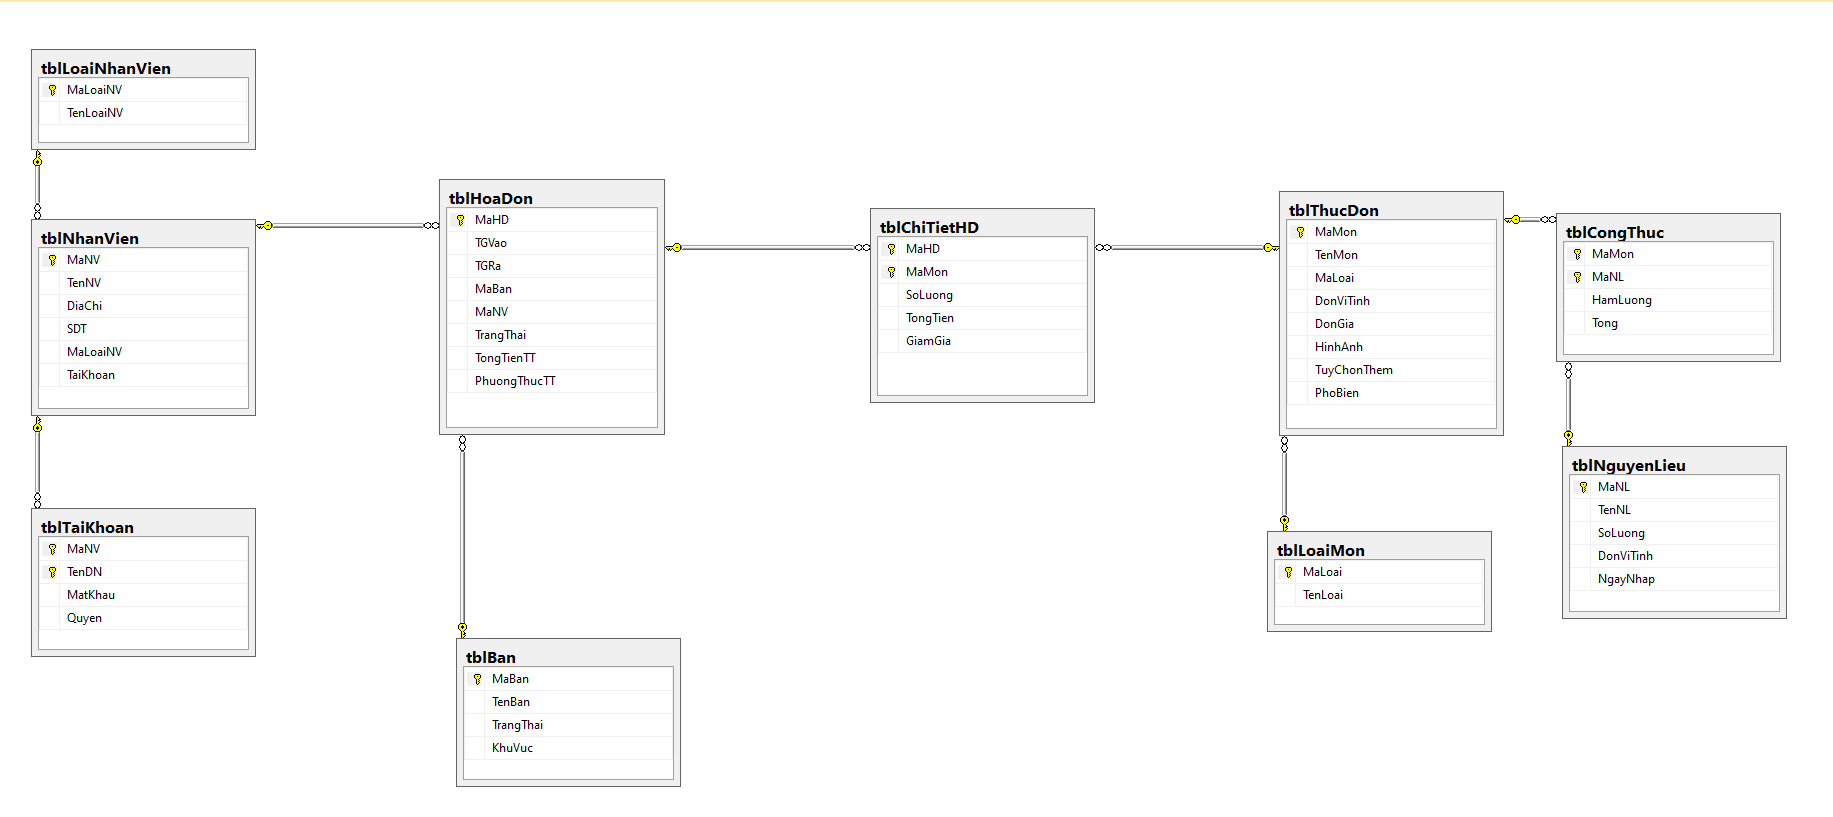 tblLoaiNhanVien
MaLoaiNV
TenLoaiNV
tblNhanVien
MaNV
TenNV
DiaChi
SDT
MaLoaiNV
TaiKhoan
tblTaiKhoan
MaNV
TenDN
MatKhau
Quyen
tblHoaDon
MaHD
TGVao
TGRa
MaBan
MaNV
TrangThai
TongTienTT
PhuongThucTT
tblBan
MaBan
TenBan
TrangThai
KhuVuc
tblChiTietHD
MaHD
MaMon
SoLuong
TongTien
GiamGia
tblThucDon
MaMon
TenMon
MaLoai
DonViTinh
DonGia
HinhAnh
TuyChonThem
PhoBien
tblLoaiMon
MaLoai
TenLoai
tblCongThuc
MaMon
MaNL
HamLuong
Tong
tblNguyenLieu
MaNL
TenNL
SoLuong
DonViTinh
NgayNhap